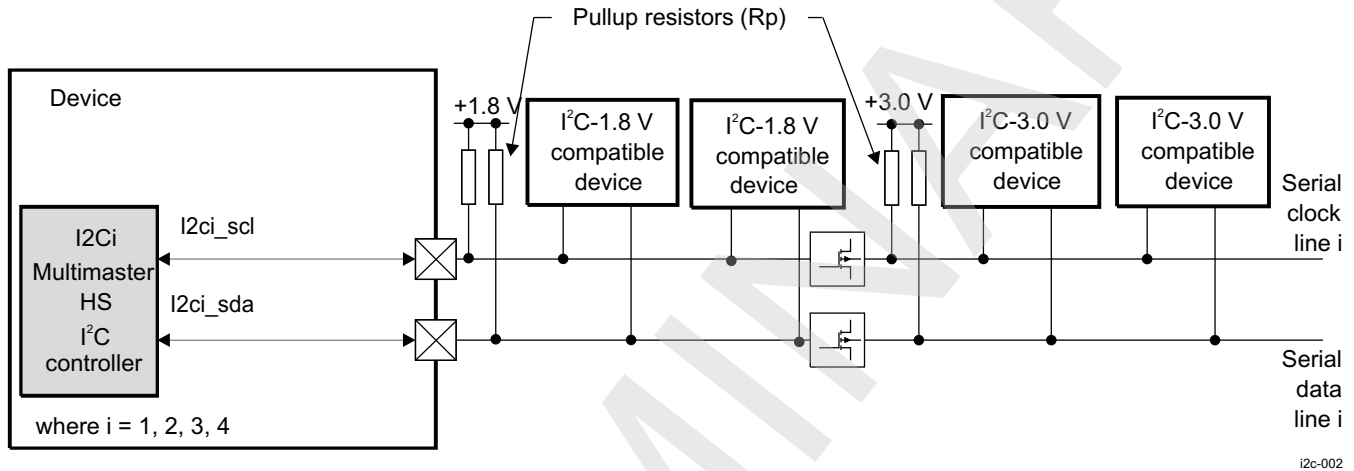 Pullup resistors (Rp)
Device
+1.8 V
I²C-1.8 V
compatible
device
I²C-1.8 V
compatible
device
+3.0 V
I²C-3.0 V
compatible
device
I²C-3.0 V
compatible
device
Serial
clock
line i
I2Ci
Multimaster
HS
I²C
controller
I2ci_scl
I2ci_sda
Serial
data
line i
where i = 1, 2, 3, 4
i2c-002